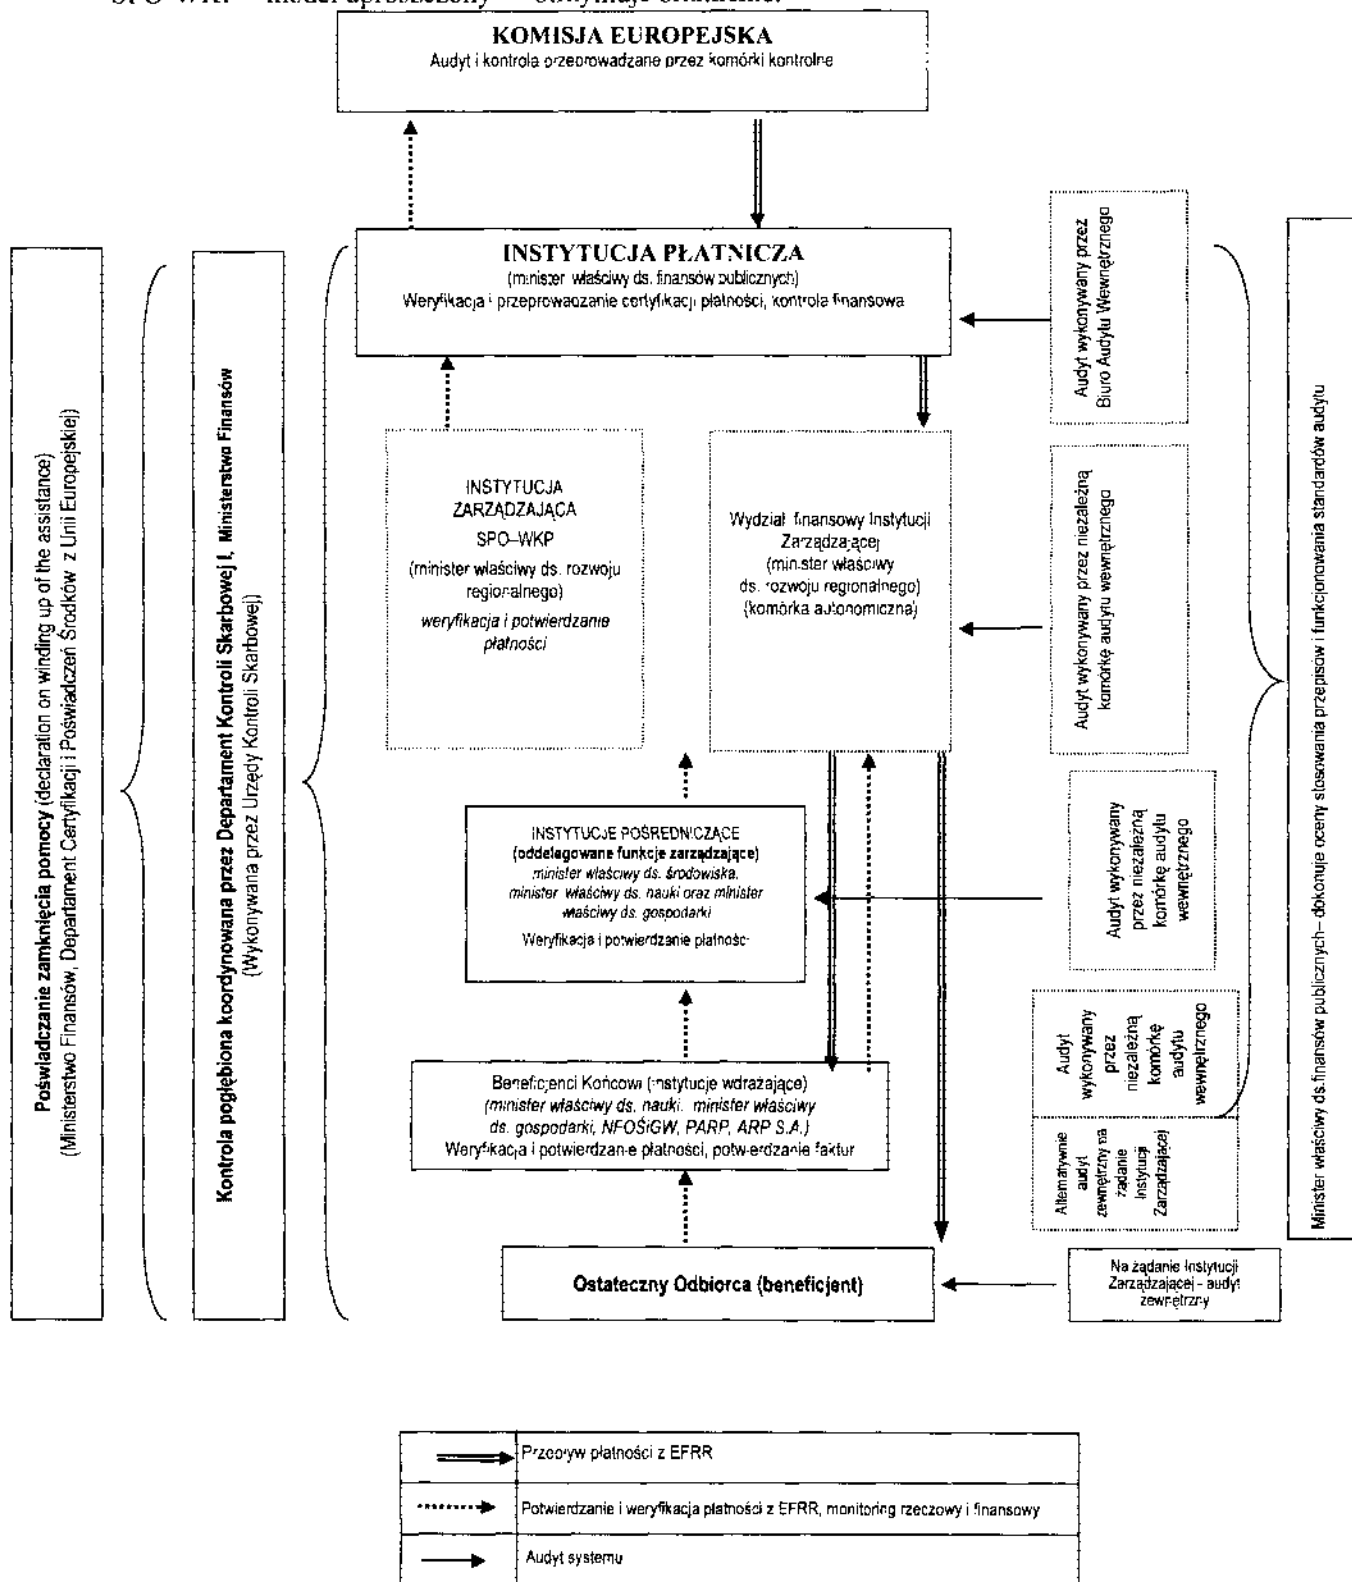 KOMISJA EUROPEJSKA
Audyt i kontrola przeprowadzane przez komórki kontrolne
INSTYTUCJA PŁATNICZA
(minister właściwy ds. finansów publicznych)
Weryfikacja i przeprowadzanie certyfikacji płatności, kontrola finansowa
Poświadczanie zamknięcia pomocy (declaration on winding up of the assistance)
(Ministerstwo Finansów, Departament Certyfikacji i Poświadczeń Środków z Unii Europejskiej)
Kontrola pogłębiona koordynowana przez Departament Kontroli Skarbowej I, Ministerstwo Finansów
(Wykonywana przez Urzędy Kontroli Skarbowej)
INSTYTUCJA
ZARZĄDZAJĄCA
SPO–WKP
(minister właściwy ds. rozwoju
regionalnego)
weryfikacja i potwierdzanie
płatności
Wydział finansowy Instytucji
Zarządzającej
(minister właściwy
ds. rozwoju regionalnego)
(komórka autonomiczna)
INSTYTUCJE POŚREDNICZĄCE
(oddelegowane funkcje zarządzające)
minister właściwy ds. środowiska,
minister właściwy ds. nauki oraz minister
właściwy ds. gospodarki
Weryfikacja i potwierdzanie płatności
Beneficjenci Końcowi (instytucje wdrażające)
(minister właściwy ds. nauki, minister właściwy
ds. gospodarki, NFOŚiGW, PARP, ARP S.A.)
Weryfikacja i potwierdzanie płatności, potwierdzanie faktur
Ostateczny Odbiorca (beneficjent)
Audyt wykonywany przez
Biuro Audytu Wewnętrznego
Audyt wykonywany przez niezależną
komórkę audytu wewnętrznego
Audyt wykonywany
przez niezależną
komórkę audytu
wewnętrznego
Audyt
wykonywany
przez
niezależną
komórkę
audytu
wewnętrznego
Alternatywnie
audyt
zewnętrzny na
żądanie
Instytucji
Zarządzającej
Na żądanie Instytucji
Zarządzającej - audyt
zewnętrzny
Minister właściwy ds.finansów publicznych– dokonuje oceny stosowania przepisów i funkcjonowania standardów audytu
Przepływ płatności z EFRR
Potwierdzanie i weryfikacja płatności z EFRR, monitoring rzeczowy i finansowy
Audyt systemu